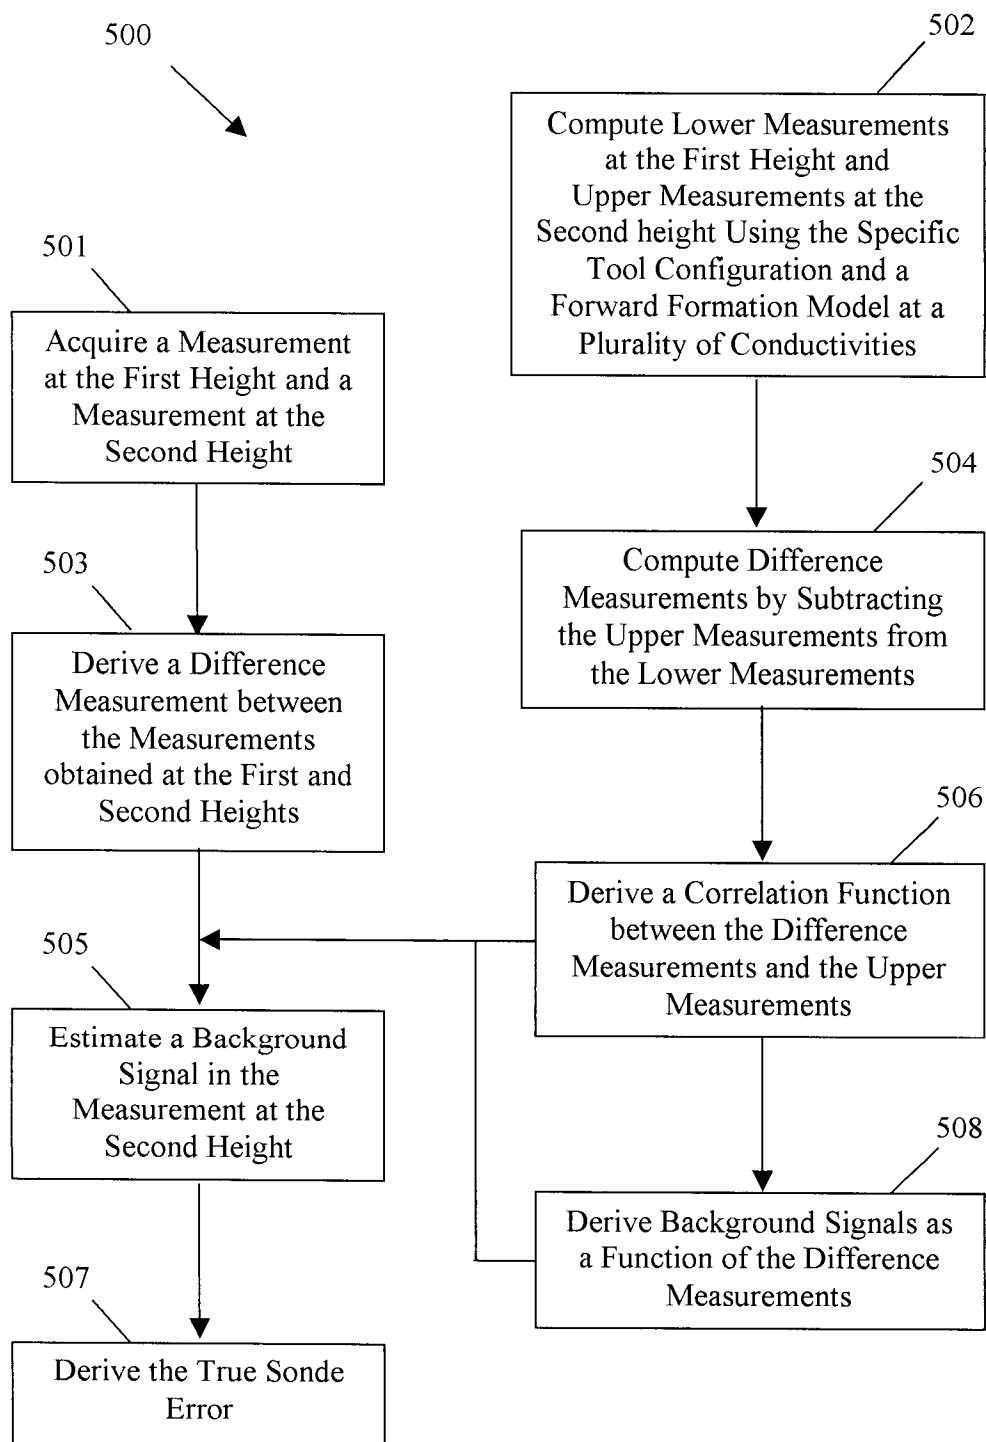 500
502
Compute Lower Measurements
at the First Height and
Upper Measurements at the
Second height Using the Specific
Tool Configuration and a
Forward Formation Model at a
Plurality of Conductivities
501
Acquire a Measurement
at the First Height and a
Measurement at the
Second Height
504
Compute Difference
Measurements by Subtracting
the Upper Measurements from
the Lower Measurements
503
Derive a Difference
Measurement between
the Measurements
obtained at the First and
Second Heights
506
Derive a Correlation Function
between the Difference
Measurements and the Upper
Measurements
505
Estimate a Background
Signal in the
Measurement at the
Second Height
508
Derive Background Signals as
a Function of the Difference
Measurements
507
Derive the True Sonde
Error